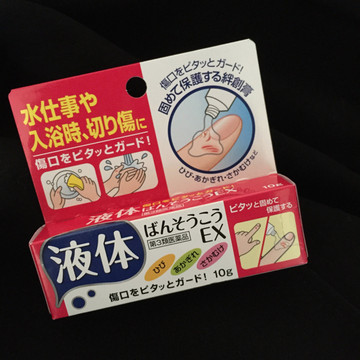 水仕事や
入浴時、切り傷に
傷口をピタッとガード！
傷口をピタッとガード！
固めて保護する絆創膏
ひび・あかぎれ・さかむけなどに
液体
ばんそうこう
EX
第3類医薬品
ひび
あかぎれ
さかむけ
傷口をピタッとガード！ 10g
ピタッと固めて
保護する